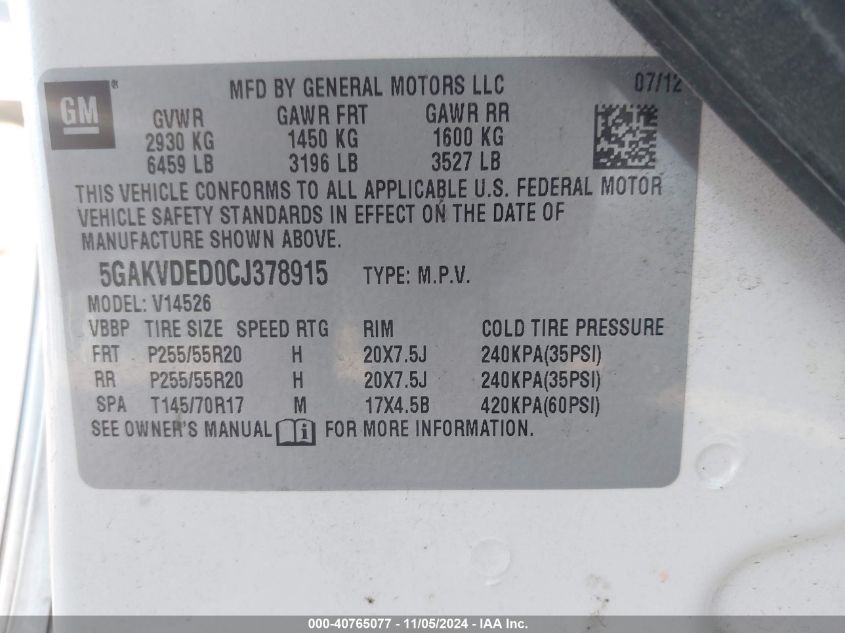 GM ®
MFD BY GENERAL MOTORS LLC 07/12
GVWR GAWR FRT GAWR RR
2930 KG 1450 KG 1600 KG
6459 LB 3196 LB 3527 LB
THIS VEHICLE CONFORMS TO ALL APPLICABLE U.S. FEDERAL MOTOR
VEHICLE SAFETY STANDARDS IN EFFECT ON THE DATE OF
MANUFACTURE SHOWN ABOVE.
5GAKVDED0CJ378915 TYPE: M.P.V.
MODEL: V14526
VBBP TIRE SIZE SPEED RTG RIM COLD TIRE PRESSURE
FRT P255/55R20 H 20X7.5J 240KPA(35PSI)
RR P255/55R20 H 20X7.5J 240KPA(35PSI)
SPA T145/70R17 M 17X4.5B 420KPA(60PSI)
SEE OWNER'S MANUAL i FOR MORE INFORMATION.
000-40765077 - 11/05/2024 - IAA Inc.